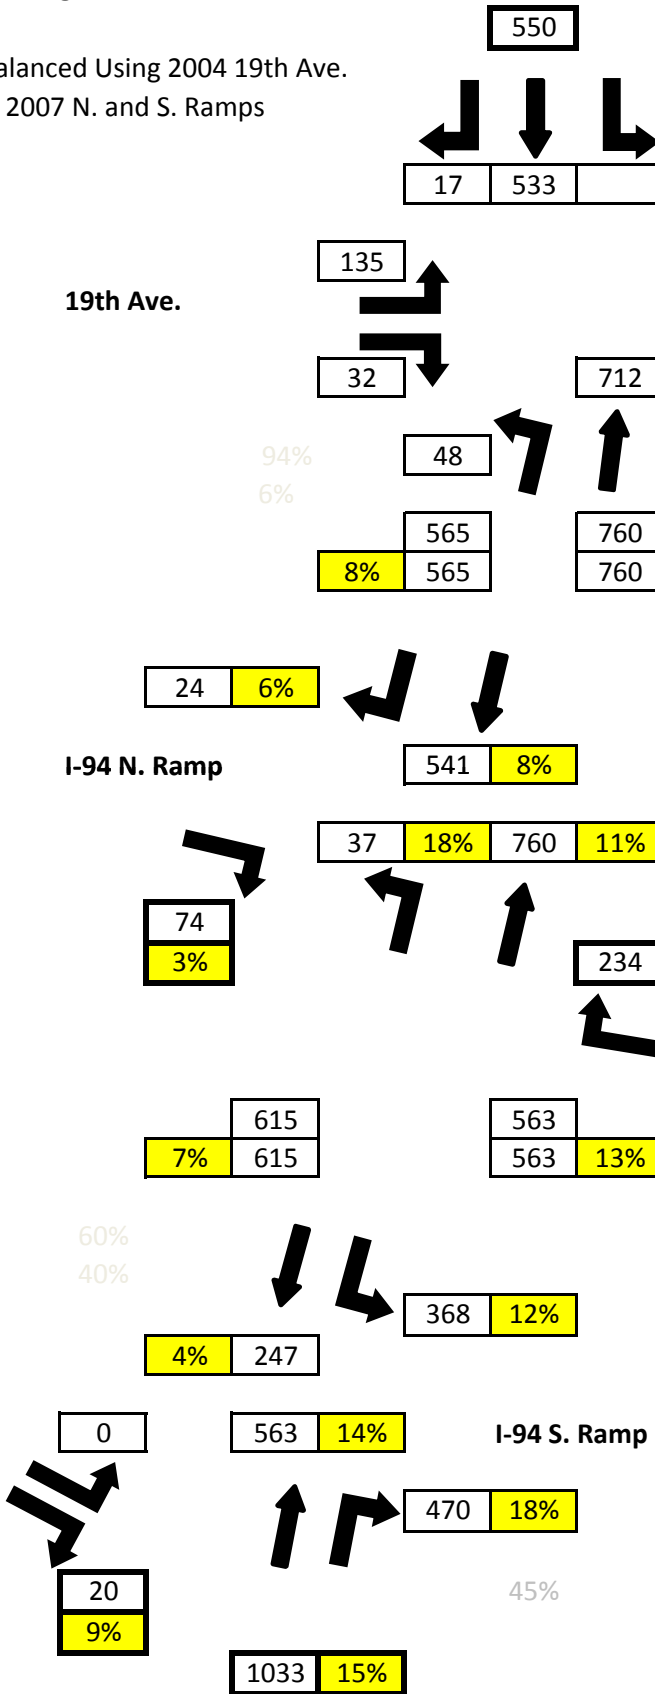 550
alanced Using 2004 19th Ave.
2007 N. and S. Ramps
17 533
135
19th Ave.
32 712
94% 48
6%
565 760
8% 565 760
24 6%
I-94 N. Ramp 541 8%
37 18% 760 11%
74
3% 234
615 563
7% 615 563 13%
60%
40%
368 12%
4% 247
0 563 14% I-94 S. Ramp
470 18%
20 45%
9%
1033 15%